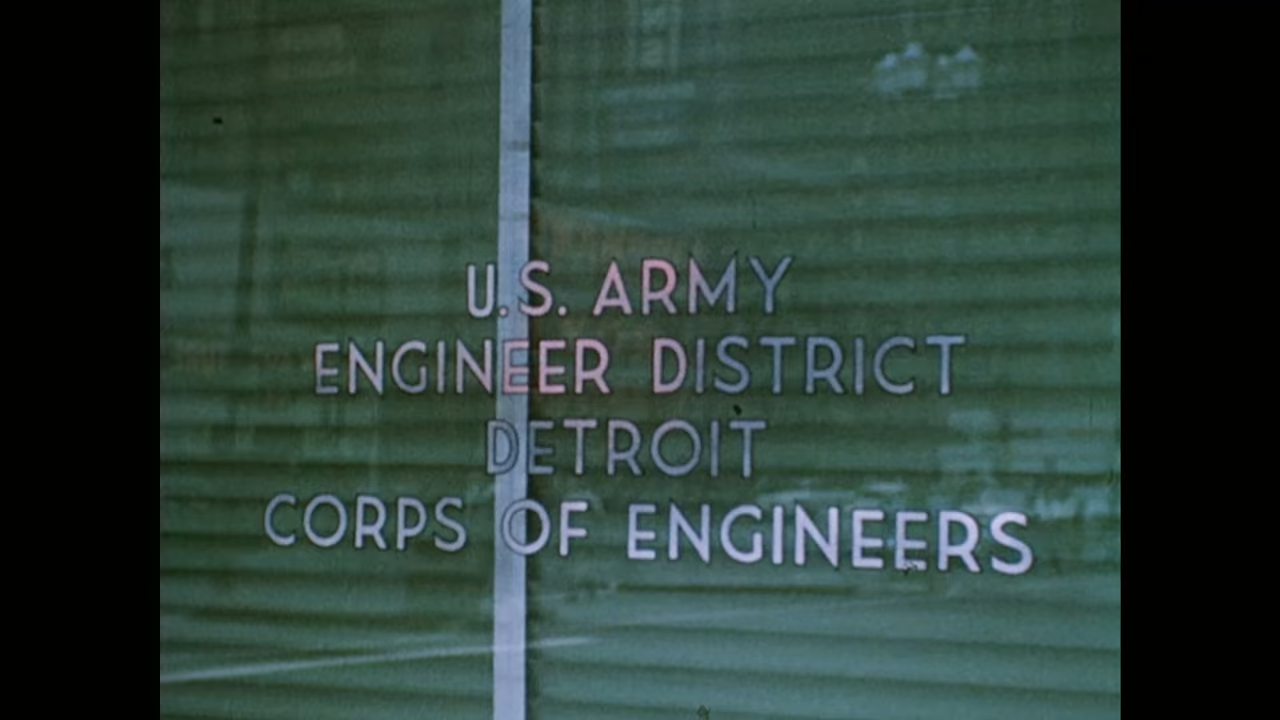 U.S. ARMY
ENGINEER DISTRICT
DETROIT
CORPS OF ENGINEERS